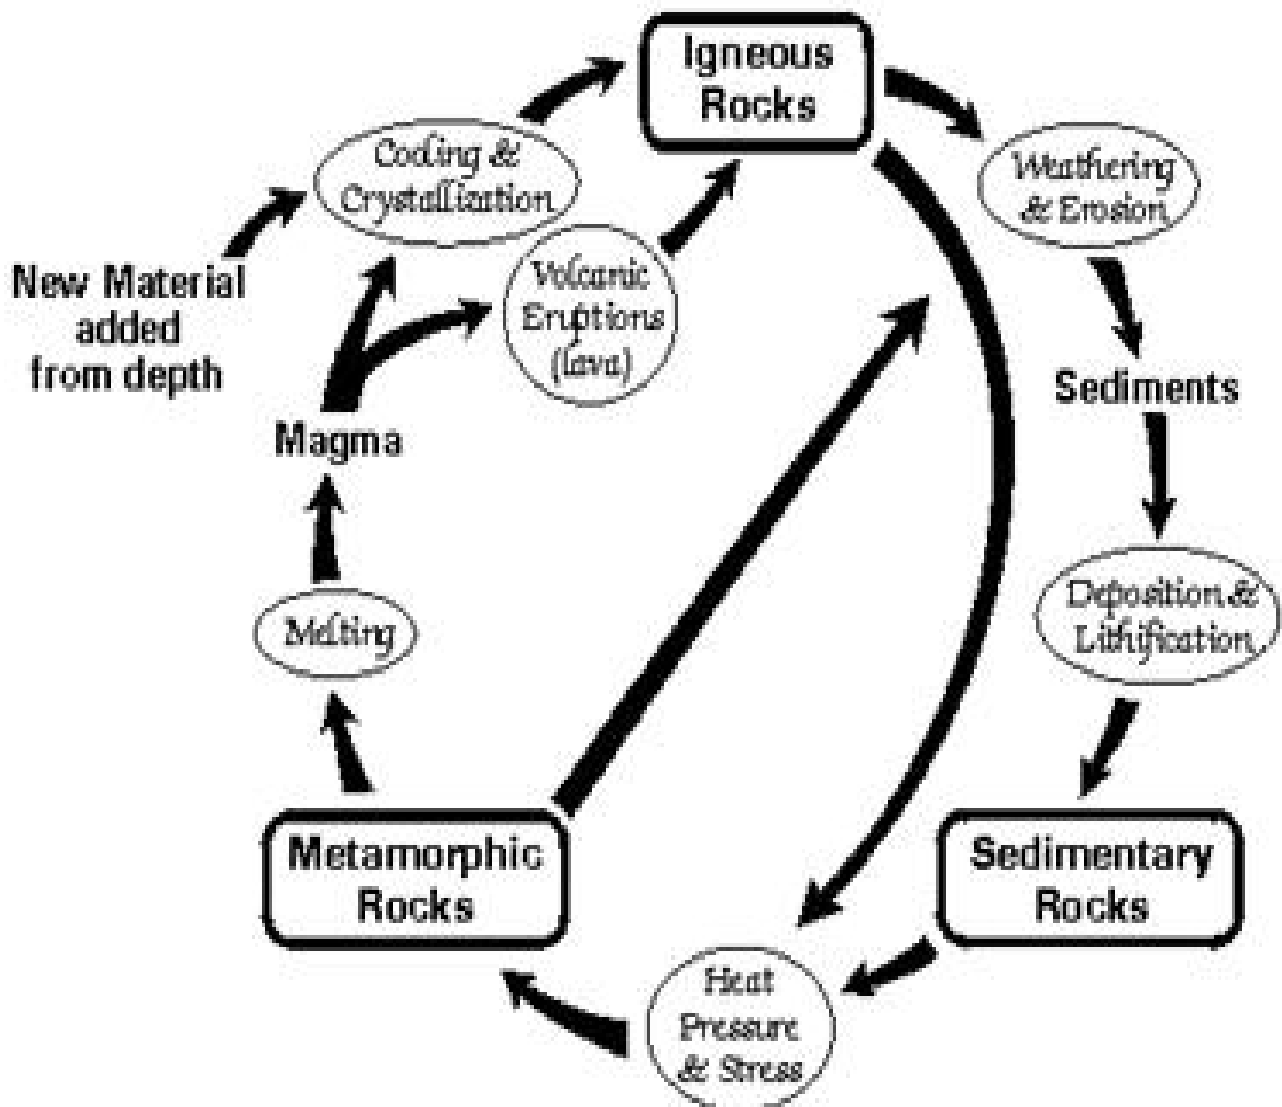 Igneous
Rocks
Cooling &
Crystallization
Weathering
& Erosion
New Material
added
from depth
Volcanic
Eruptions
(lava)
Sediments
Magma
Melting
Deposition &
Lithification
Metamorphic
Rocks
Sedimentary
Rocks
Heat
Pressure
& Stress